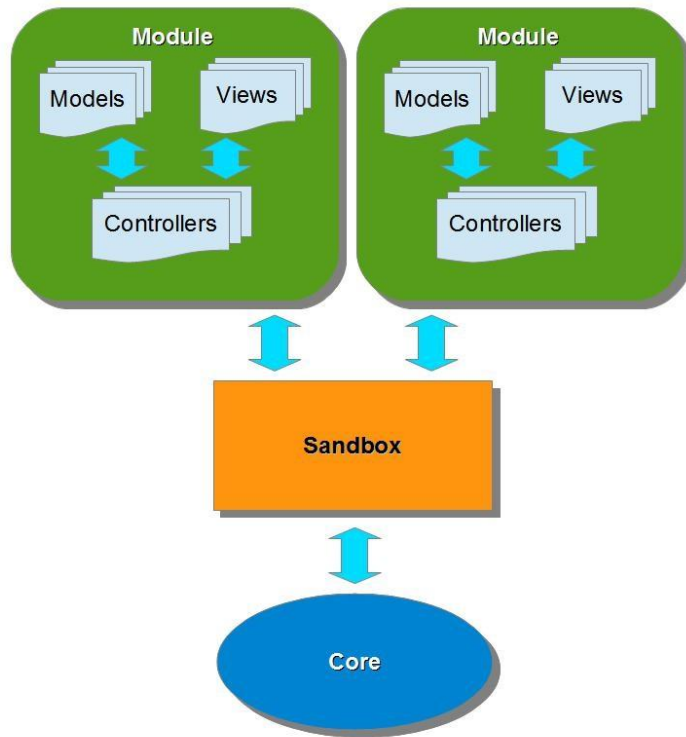 Module
Models
Views
Controllers
Module
Models
Views
Controllers
Sandbox
Core